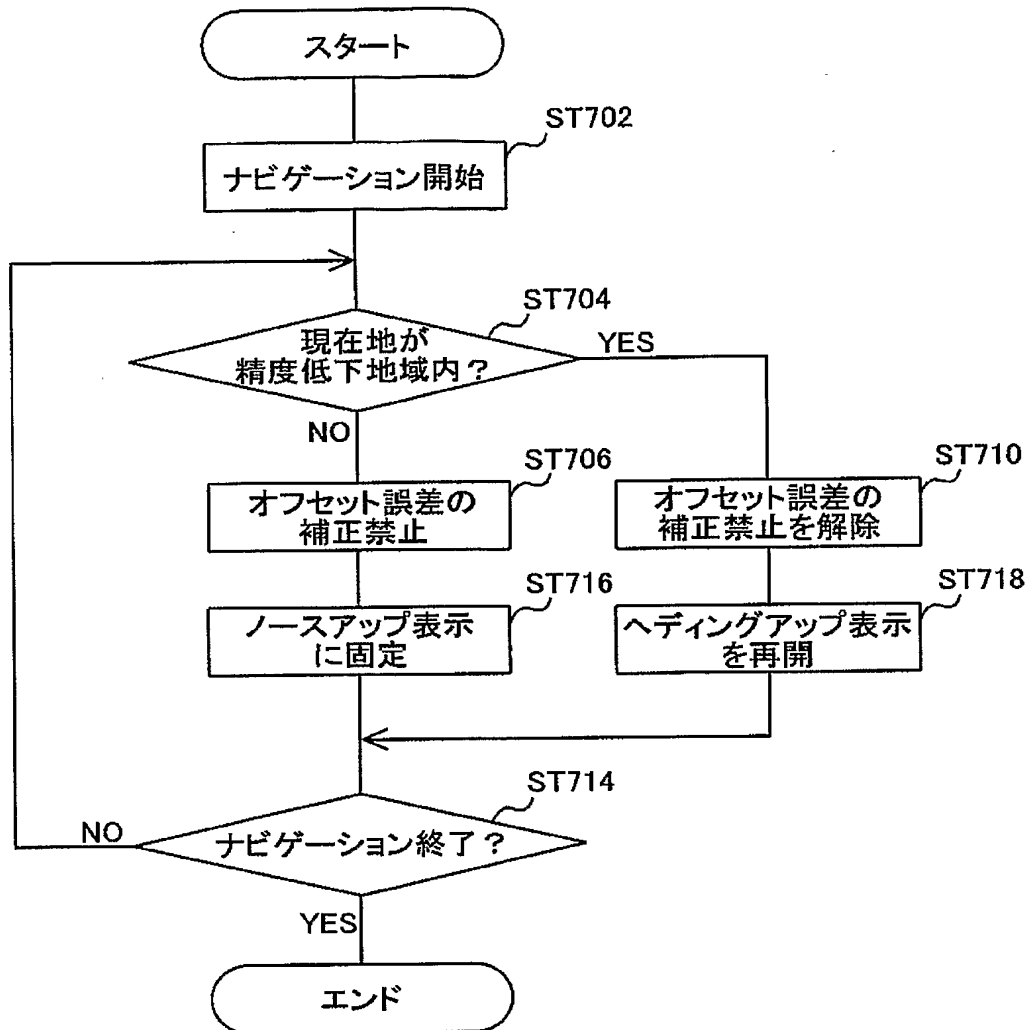 スタート
ST702
ナビゲーション開始
ST704
現在地が
精度低下地域内？
YES
NO
ST706
オフセット誤差の
補正禁止
ST710
オフセット誤差の
補正禁止を解除
ST716
ノースアップ表示
に固定
ST718
ヘディングアップ表示
を再開
ST714
ナビゲーション終了？
NO
YES
エンド